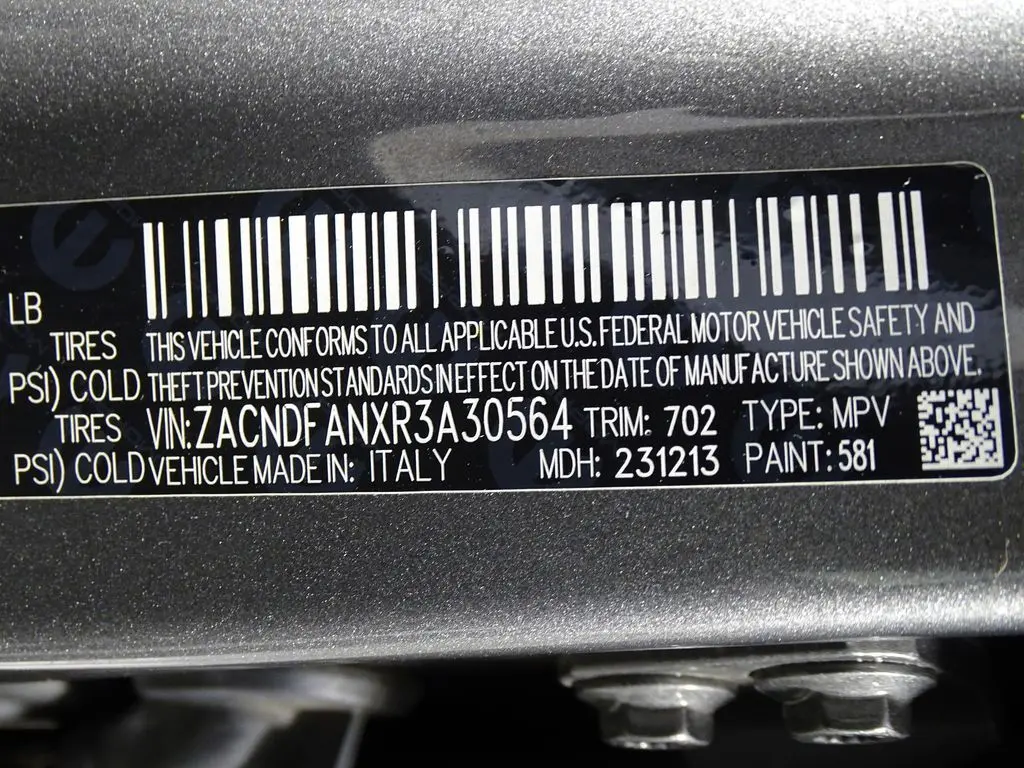 LB
TIRES THIS VEHICLE CONFORMS TO ALL APPLICABLE U.S. FEDERAL MOTOR VEHICLE SAFETY AND
PSI) COLD THEFT PREVENTION STANDARDS IN EFFECT ON THE DATE OF MANUFACTURE SHOWN ABOVE.
TIRES VIN: ZACNDFANXR3A30564 TRIM: 702 TYPE: MPV
PSI) COLD VEHICLE MADE IN: ITALY MDH: 231213 PAINT: 581